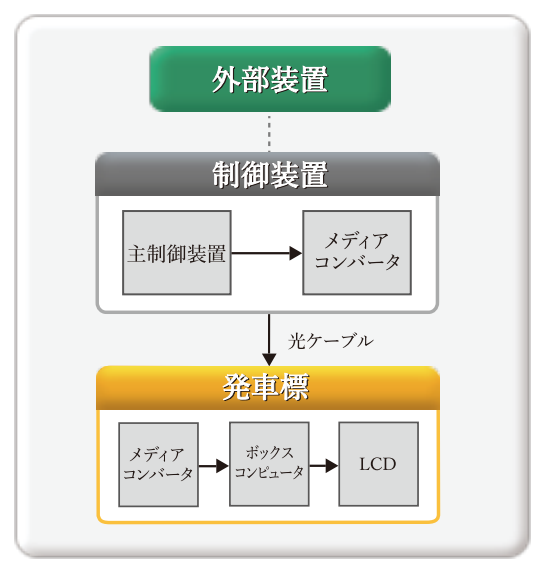 外部装置
制御装置
主制御装置
メディア
コンバータ
光ケーブル
発車標
メディア
コンバータ
ボックス
コンピュータ
LCD